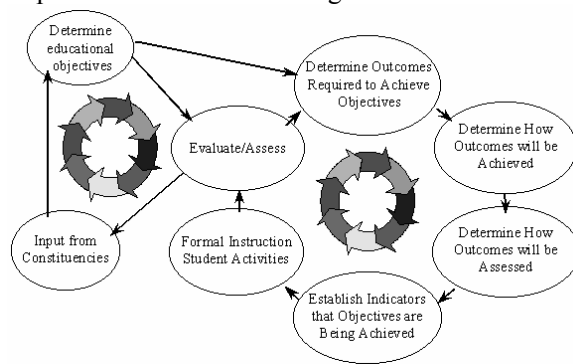 Determine
educational
objectives
Determine Outcomes
Required to Achieve
Objectives
Evaluate/Assess
Determine How
Outcomes will be
Achieved
Input from
Constituencies
Formal Instruction
Student Activities
Determine How
Outcomes will be
Assessed
Establish Indicators
that Objectives are
Being Achieved